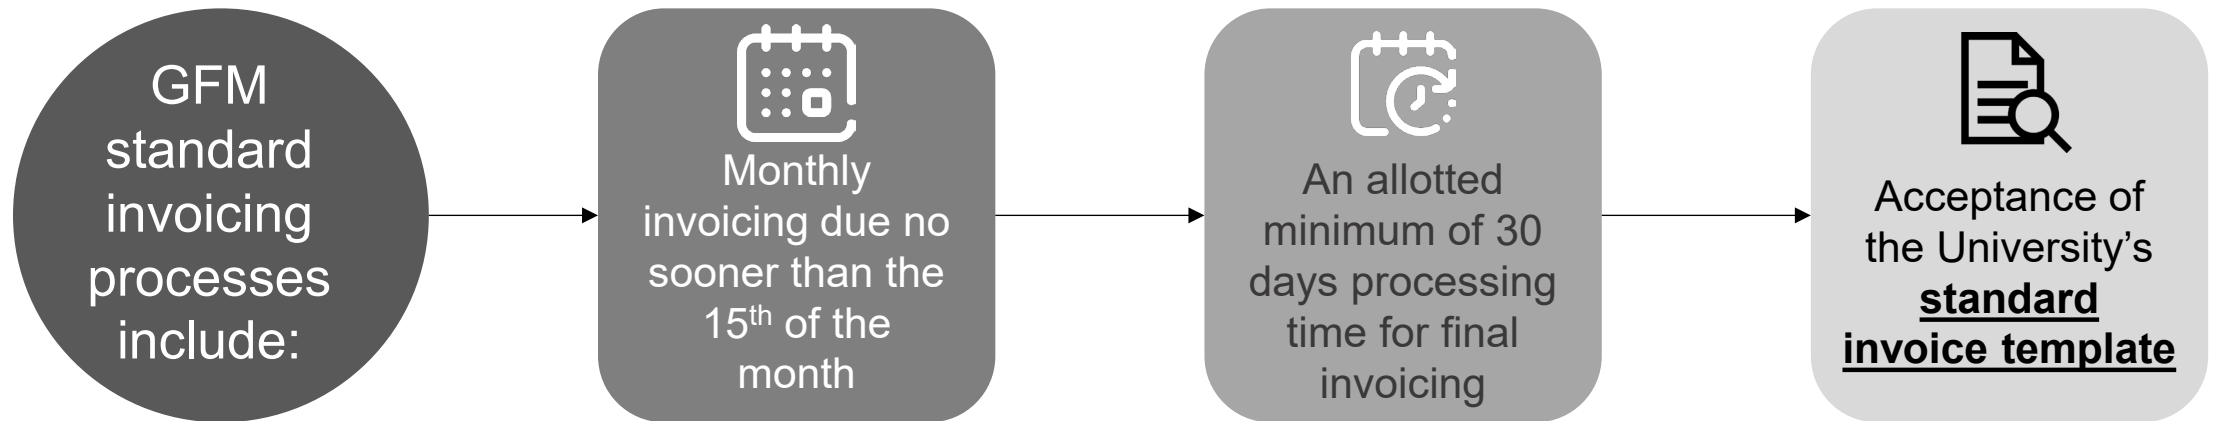 GFM
standard
invoicing
processes
include:
Monthly
invoicing due no
sooner than the
15th of the
month
An allotted
minimum of 30
days processing
time for final
invoicing
Acceptance of
the University’s
standard
invoice template